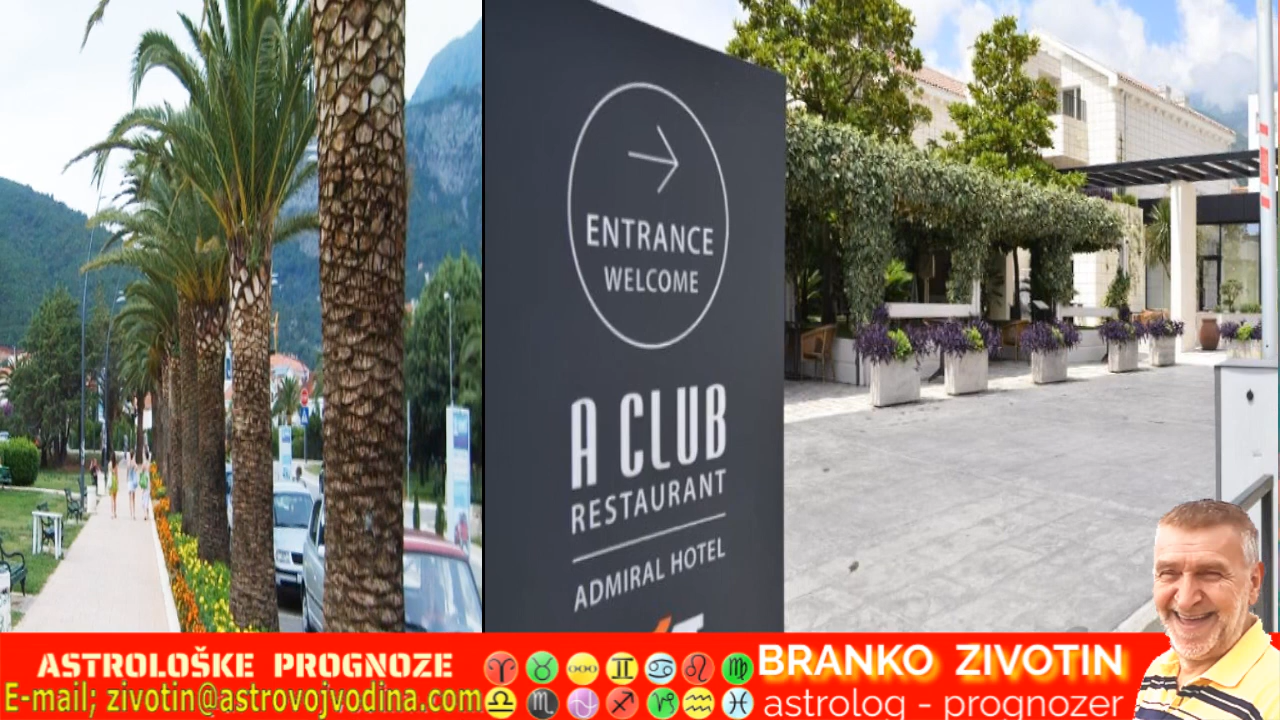 ENTRANCE
WELCOME
A CLUB
RESTAURANT
ADMIRAL HOTEL
ASTROLOŠKE PROGNOZE
E-mail; zivotin@astrovojvodina.com
BRANKO ZIVOTIN
astrolog - prognozer